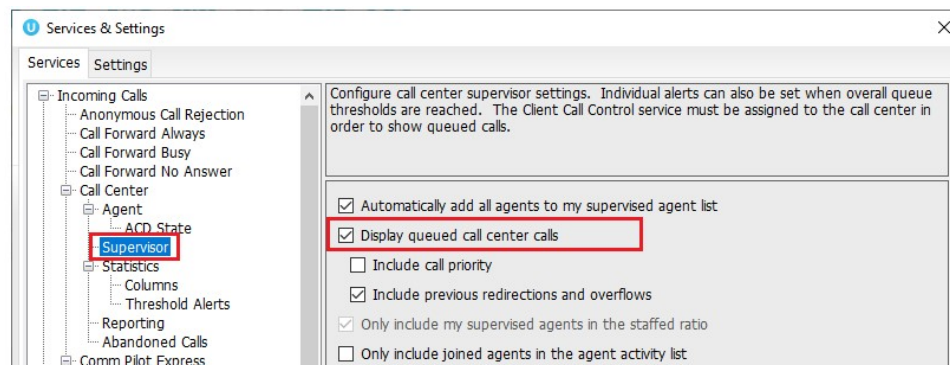 U Services & Settings
Services Settings
Incoming Calls
Anonymous Call Rejection
Call Forward Always
Call Forward Busy
Call Forward No Answer
Call Center
Agent
ACD State
Supervisor
Statistics
Columns
Threshold Alerts
Reporting
Abandoned Calls
Comm Pilot Express
Configure call center supervisor settings. Individual alerts can also be set when overall queue
thresholds are reached. The Client Call Control service must be assigned to the call center in
order to show queued calls.
Automatically add all agents to my supervised agent list
Display queued call center calls
Include call priority
Include previous redirections and overflows
Only include my supervised agents in the staffed ratio
Only include joined agents in the agent activity list